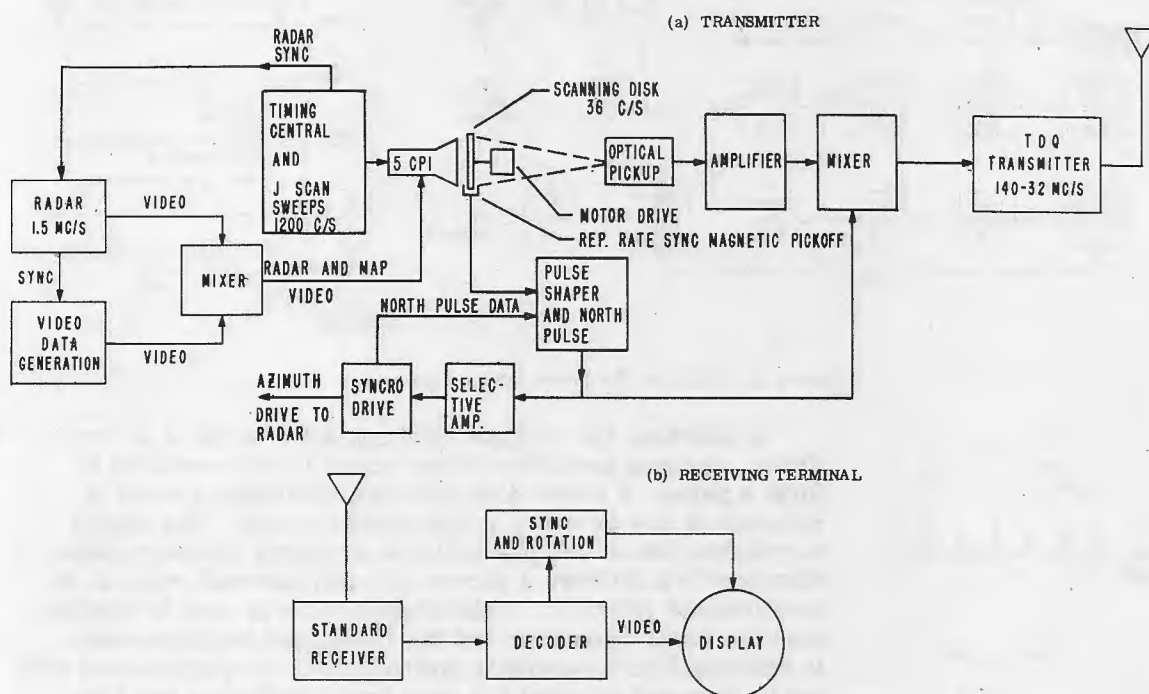 (a) TRANSMITTER
RADAR
SYNC
SCANNING DISK
36 C/S
TIMING
CENTRAL
AND
J SCAN
SWEEPS
1200 C/S
5 CPI
OPTICAL
PICKUP
AMPLIFIER
MIXER
TDQ
TRANSMITTER
140-32 MC/S
RADAR
1.5 MC/S
VIDEO
MOTOR DRIVE
REP. RATE SYNC MAGNETIC PICKOFF
SYNC
MIXER
RADAR AND MAP
VIDEO
PULSE
SHAPER
AND NORTH
PULSE
NORTH PULSE DATA
VIDEO
DATA
GENERATION
VIDEO
AZIMUTH
DRIVE TO
RADAR
SYNCRO
DRIVE
SELEC-
TIVE
AMP.
(b) RECEIVING TERMINAL
SYNC
AND ROTATION
STANDARD
RECEIVER
DECODER
VIDEO
DISPLAY